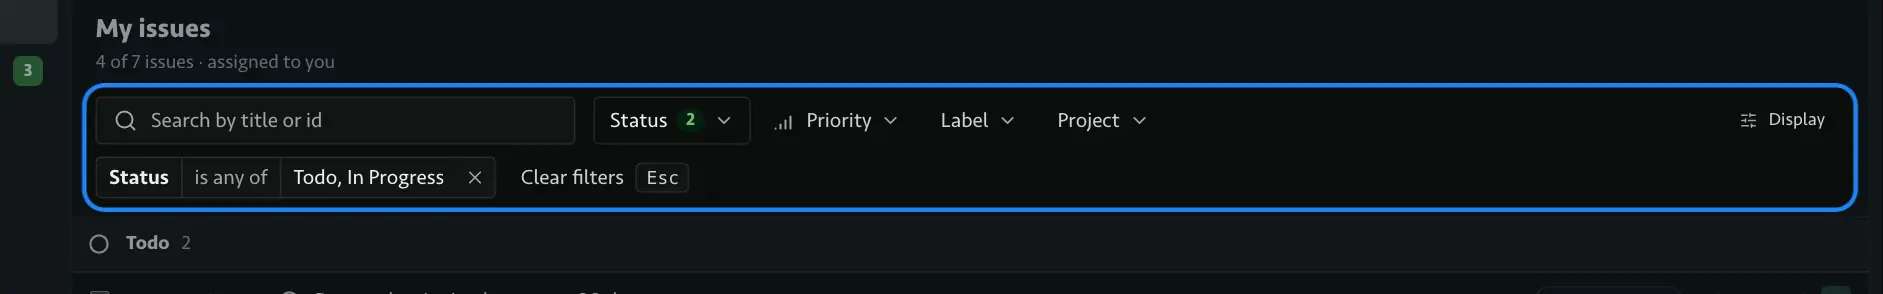 My issues
4 of 7 issues · assigned to you
3
Search by title or id
Status 2
Priority
Label
Project
Display
Status is any of Todo, In Progress
Clear filters Esc
Todo 2